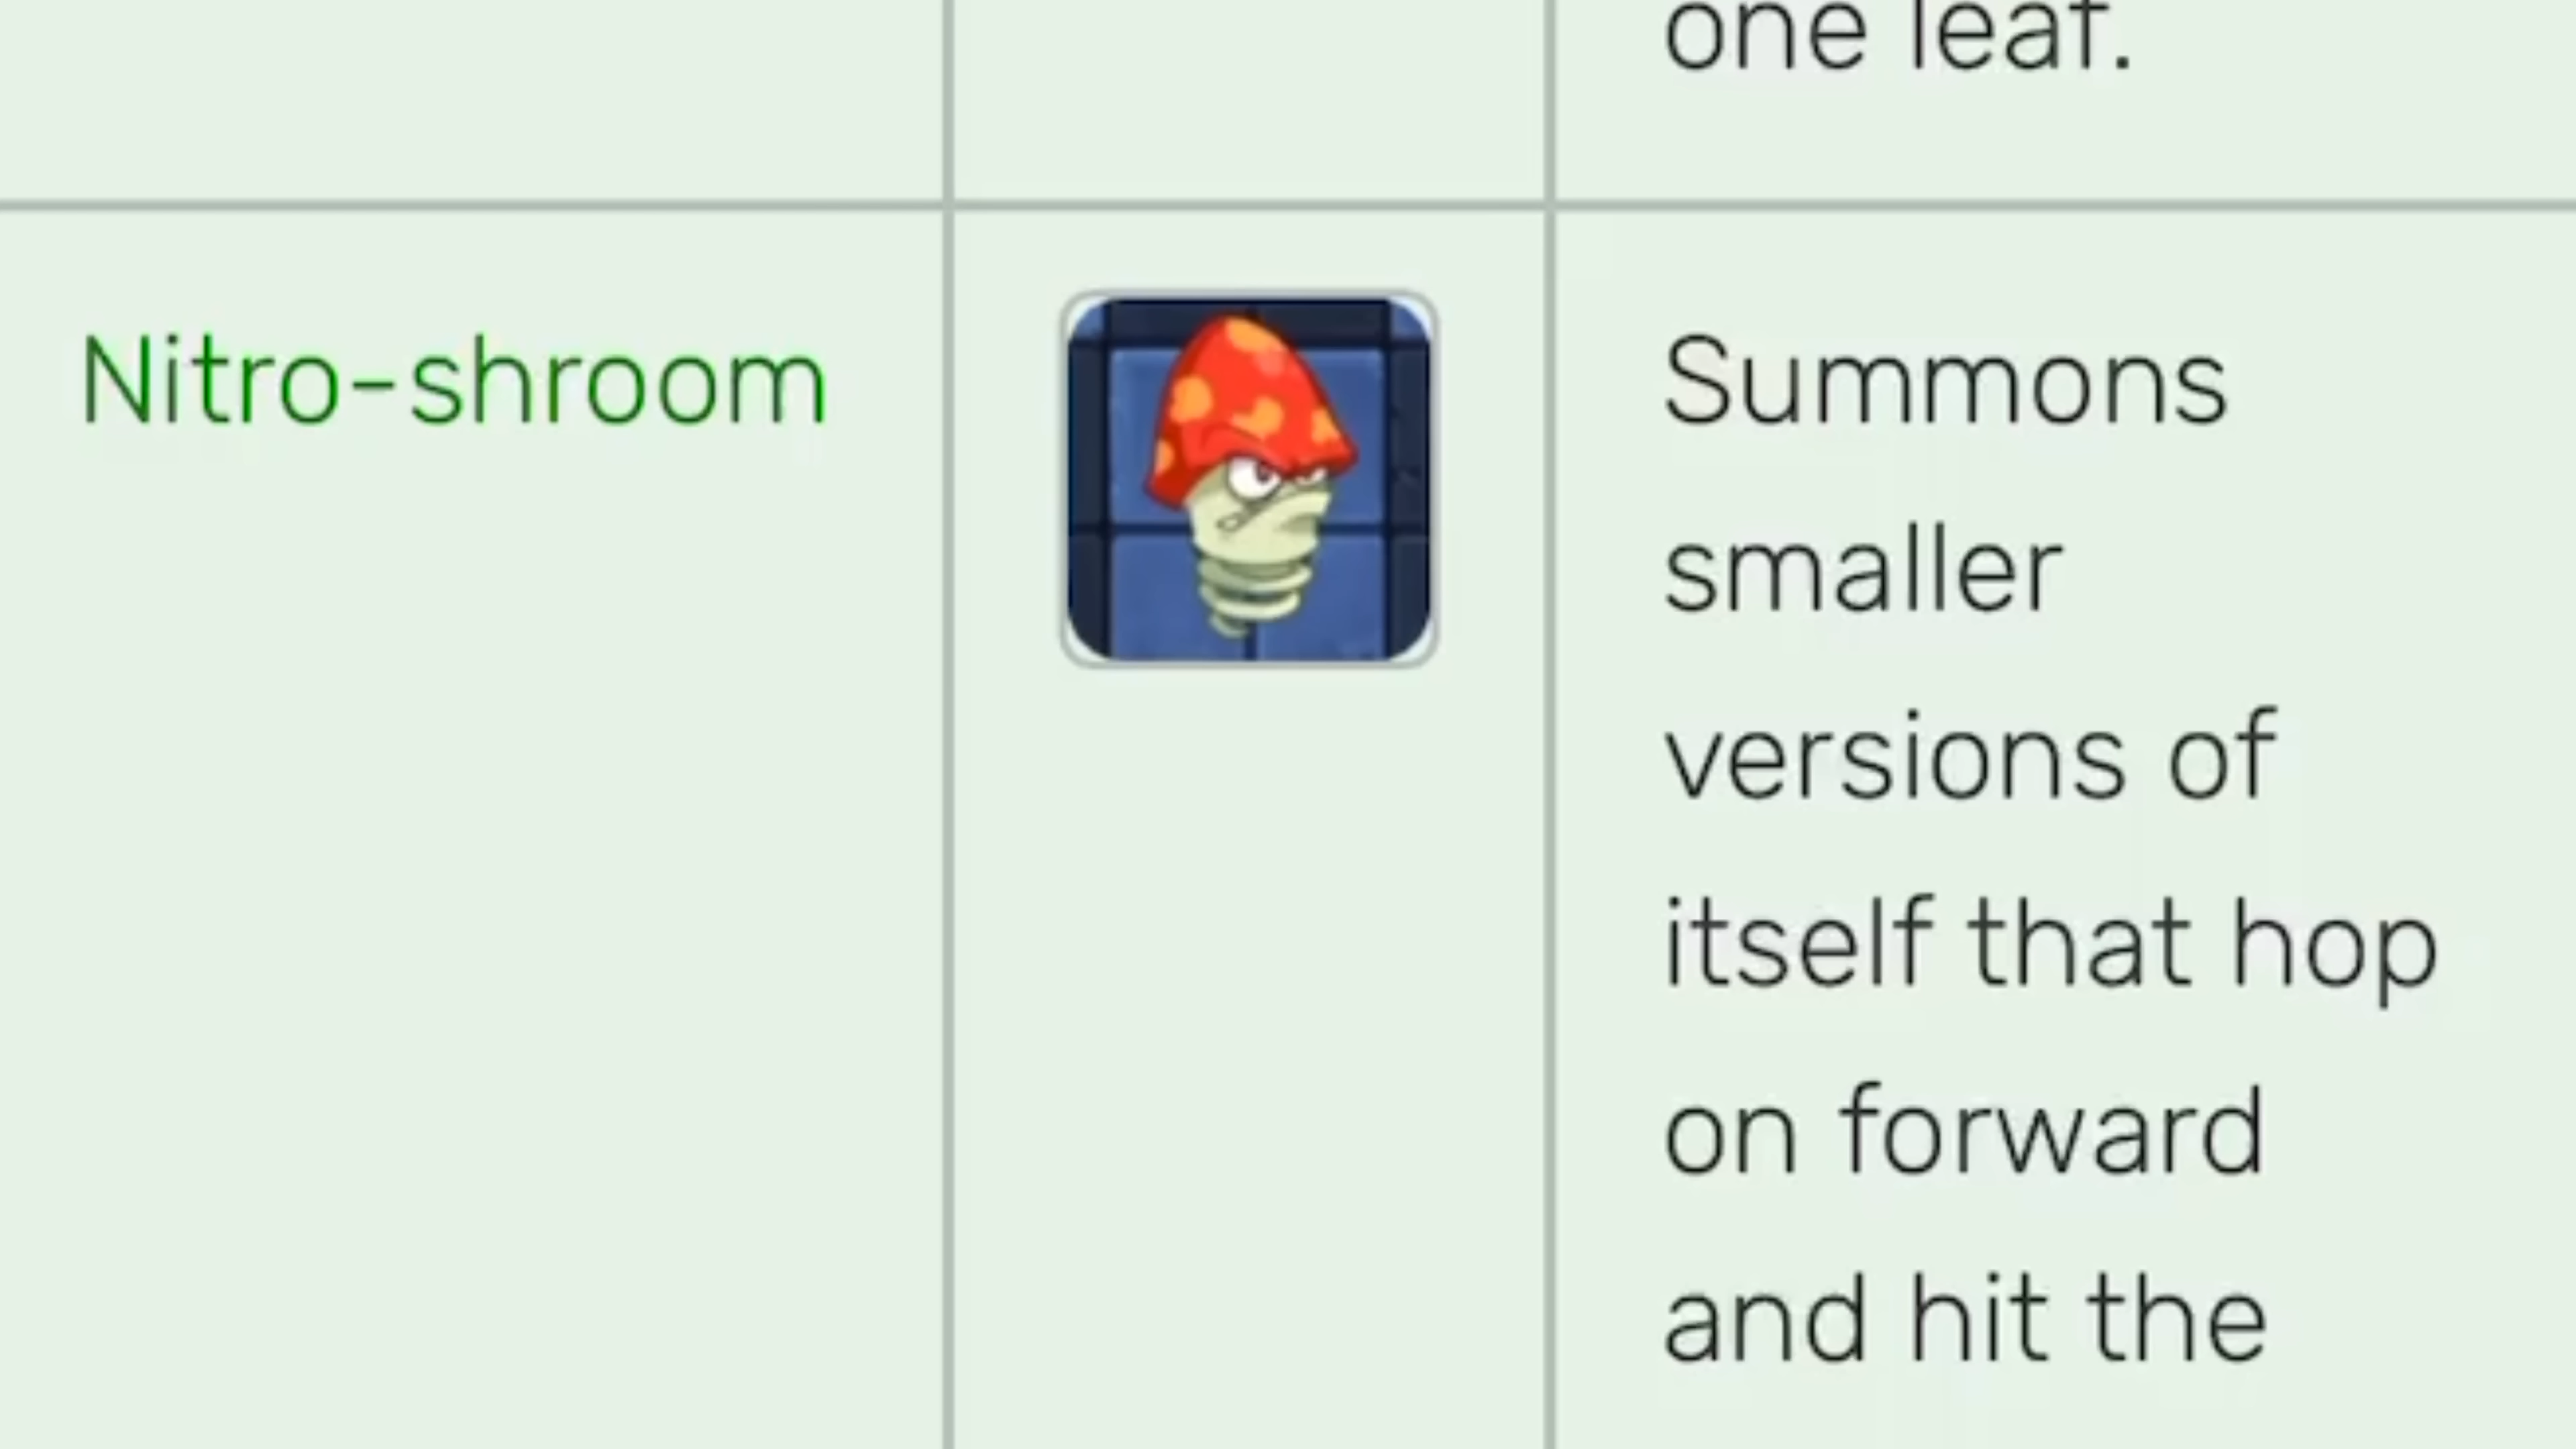 one leaf.
Nitro-shroom
Summons
smaller
versions of
itself that hop
on forward
and hit the